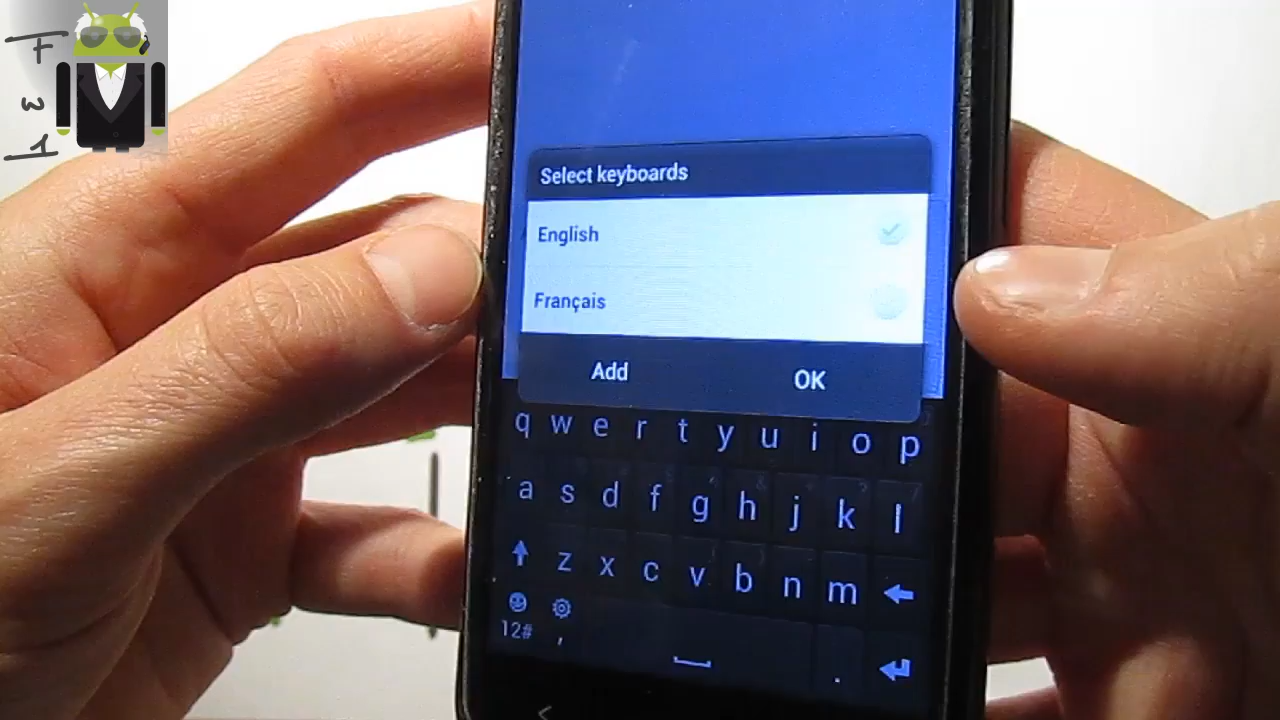 F
w
1
Select keyboards
English
Français
Add OK
q w e r t y u i o p
a s d f g h j k l
z x c v b n m
12# , .